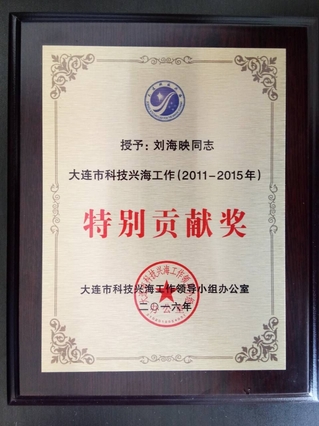 授予：刘海映同志
大连市科技兴海工作(2011-2015年)
特别贡献奖
大连市科技兴海工作领导小组办公室
二〇一六年